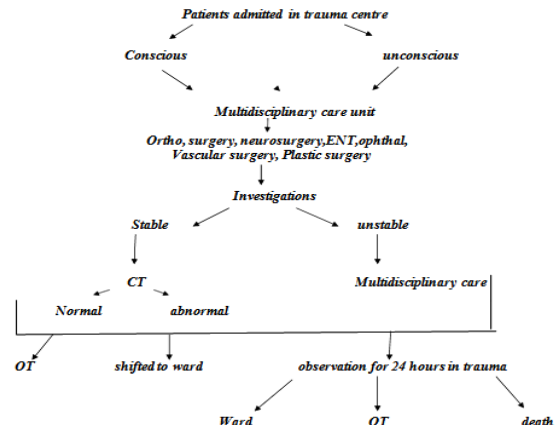 Patients admitted in trauma centre
Conscious
unconscious
Multidisciplinary care unit
Ortho, surgery, neurosurgery,ENT,ophthal,
Vascular surgery, Plastic surgery
Investigations
Stable
unstable
CT
Multidisciplinary care
Normal
abnormal
OT
shifted to ward
observation for 24 hours in trauma
Ward
OT
death